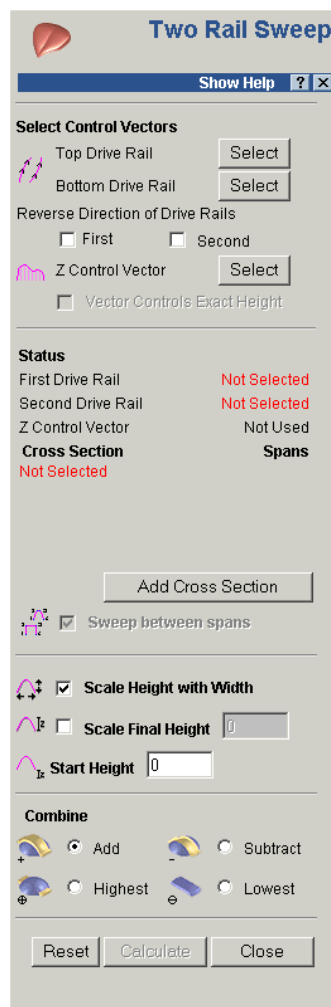 Two Rail Sweep
Show Help ? X
Select Control Vectors
Top Drive Rail Select
Bottom Drive Rail Select
Reverse Direction of Drive Rails
First Second
Z Control Vector Select
Vector Controls Exact Height
Status
First Drive Rail Not Selected
Second Drive Rail Not Selected
Z Control Vector Not Used
Cross Section Spans
Not Selected
Add Cross Section
Sweep between spans
Scale Height with Width
Scale Final Height 0
Start Height 0
Combine
Add Subtract
Highest Lowest
Reset Calculate Close